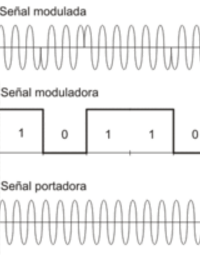 Señal modulada
Señal moduladora
1 0 1 1 0
Señal portadora